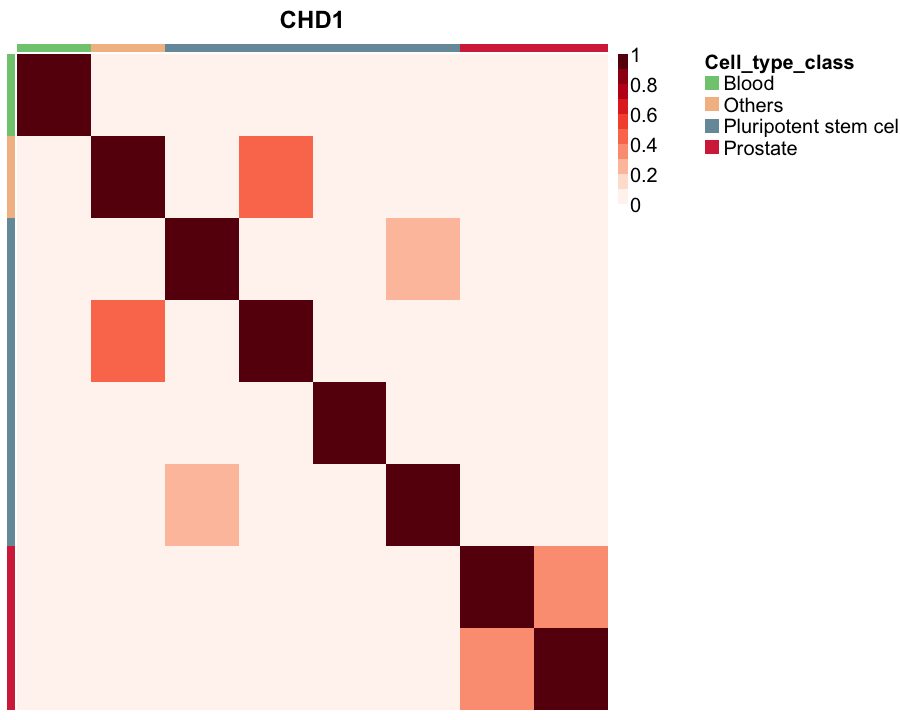 CHD1
1
0.8
0.6
0.4
0.2
0
Cell_type_class
Blood
Others
Pluripotent stem cel
Prostate